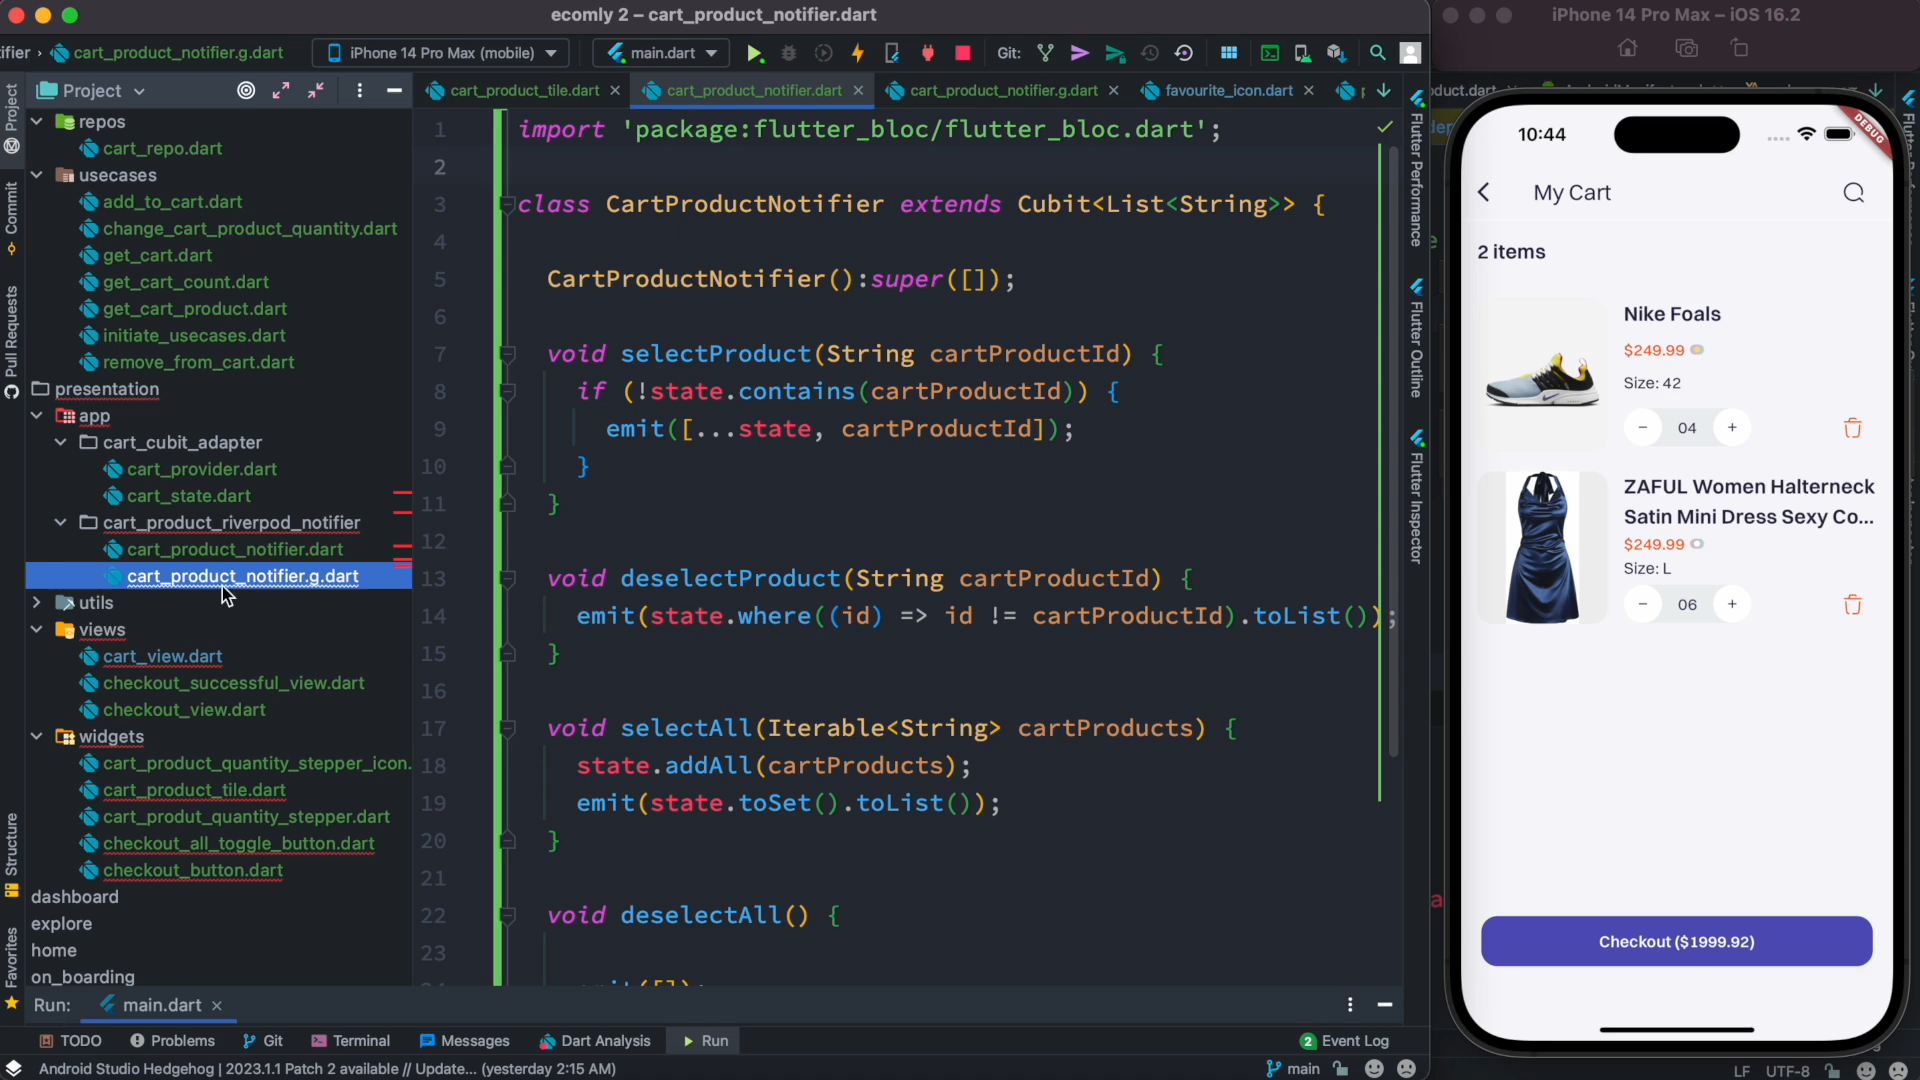 ecomly 2 – cart_product_notifier.dart
iPhone 14 Pro Max – iOS 16.2
tifier › cart_product_notifier.g.dart
iPhone 14 Pro Max (mobile)
main.dart
Git:
Project
cart_product_tile.dart
cart_product_notifier.dart
cart_product_notifier.g.dart
favourite_icon.dart
Project
Commit
Pull Requests
Structure
Favorites
repos
cart_repo.dart
usecases
add_to_cart.dart
change_cart_product_quantity.dart
get_cart.dart
get_cart_count.dart
get_cart_product.dart
initiate_usecases.dart
remove_from_cart.dart
presentation
app
cart_cubit_adapter
cart_provider.dart
cart_state.dart
cart_product_riverpod_notifier
cart_product_notifier.dart
cart_product_notifier.g.dart
utils
views
cart_view.dart
checkout_successful_view.dart
checkout_view.dart
widgets
cart_product_quantity_stepper_icon.
cart_product_tile.dart
cart_produt_quantity_stepper.dart
checkout_all_toggle_button.dart
checkout_button.dart
dashboard
explore
home
on_boarding
1 import 'package:flutter_bloc/flutter_bloc.dart';
2
3 class CartProductNotifier extends Cubit<List<String>> {
4
5 CartProductNotifier():super([]);
6
7 void selectProduct(String cartProductId) {
8 if (!state.contains(cartProductId)) {
9 emit([...state, cartProductId]);
10 }
11 }
12
13 void deselectProduct(String cartProductId) {
14 emit(state.where((id) => id != cartProductId).toList());
15 }
16
17 void selectAll(Iterable<String> cartProducts) {
18 state.addAll(cartProducts);
19 emit(state.toSet().toList());
20 }
21
22 void deselectAll() {
23
Flutter Performance
Flutter Outline
Flutter Inspector
10:44
DEBUG
My Cart
2 items
Nike Foals
$249.99
Size: 42
− 04 +
ZAFUL Women Halterneck
Satin Mini Dress Sexy Co...
$249.99
Size: L
− 06 +
Checkout ($1999.92)
Run: main.dart
TODO
Problems
Git
Terminal
Messages
Dart Analysis
Run
2 Event Log
Android Studio Hedgehog | 2023.1.1 Patch 2 available // Update... (yesterday 2:15 AM)
main
LF UTF-8